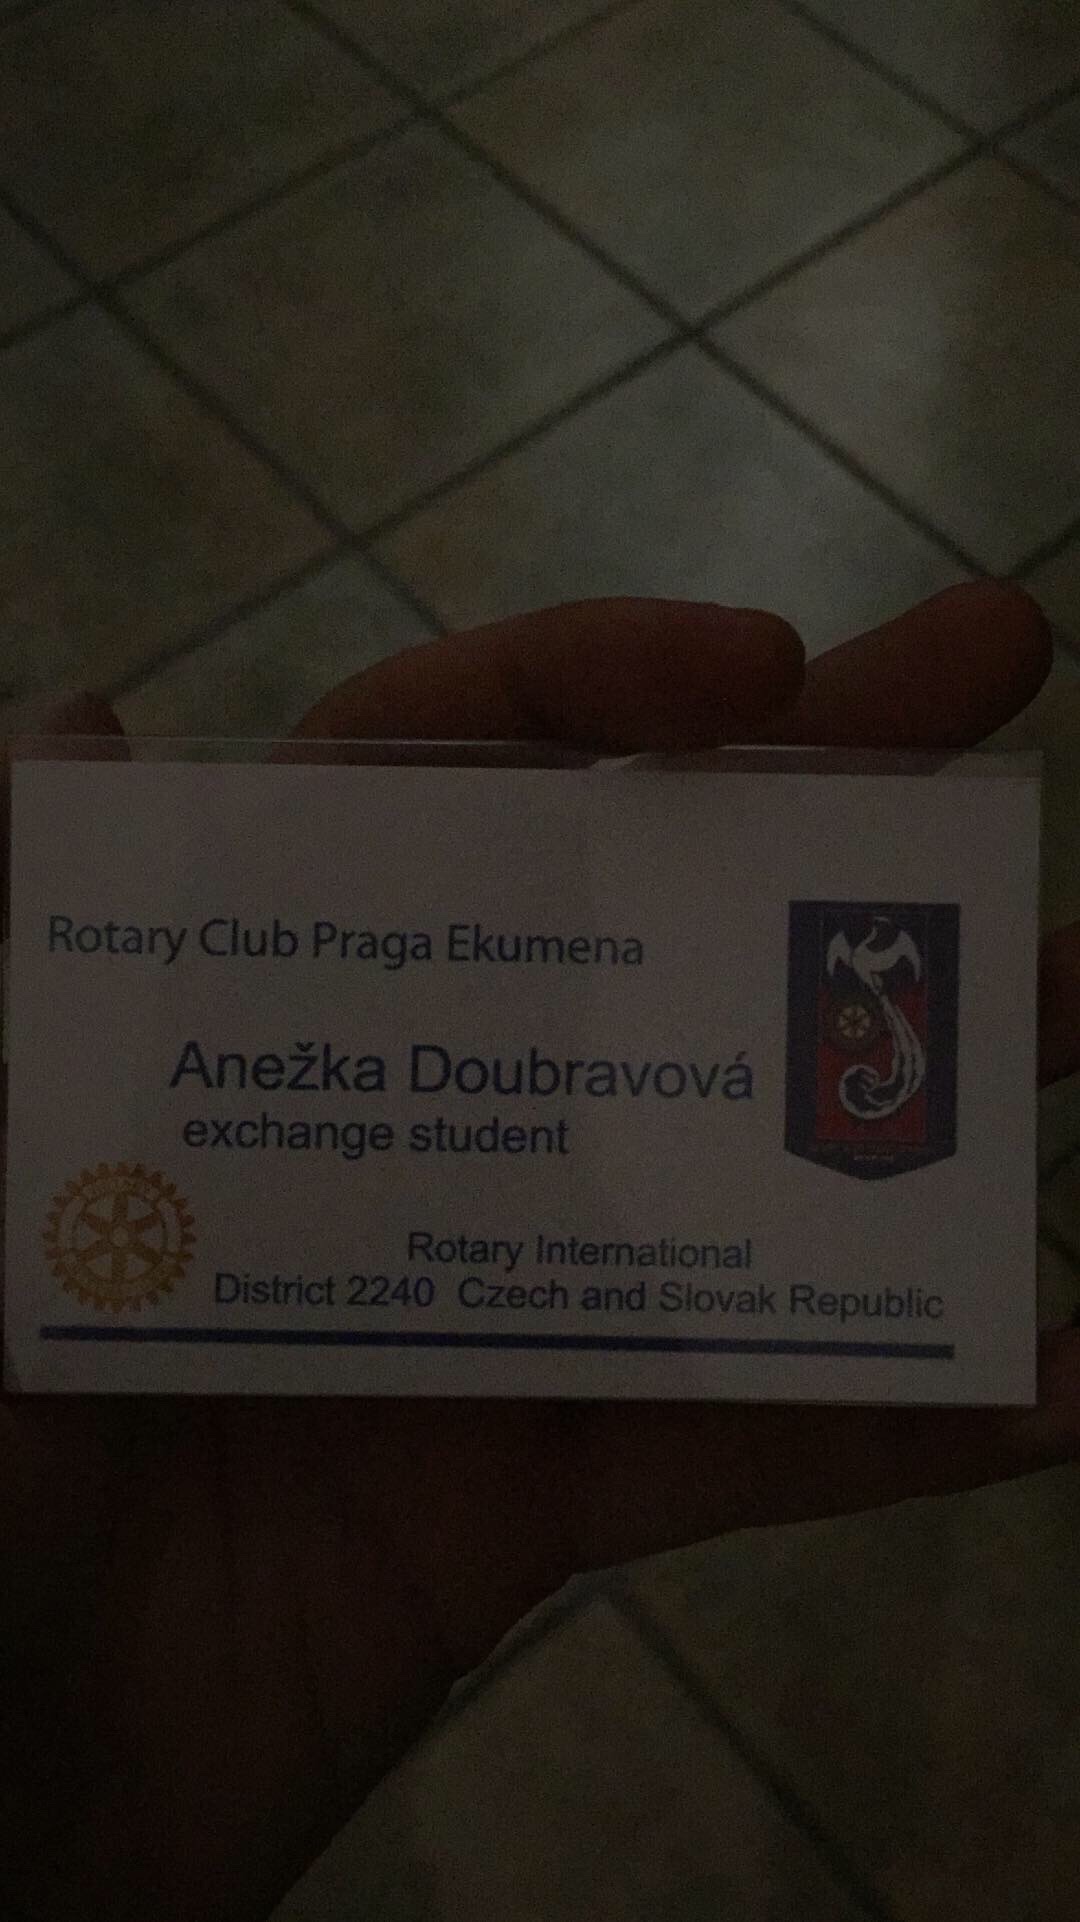 Rotary Club Praga Ekumena
Anežka Doubravová
exchange student
Rotary International
District 2240 Czech and Slovak Republic